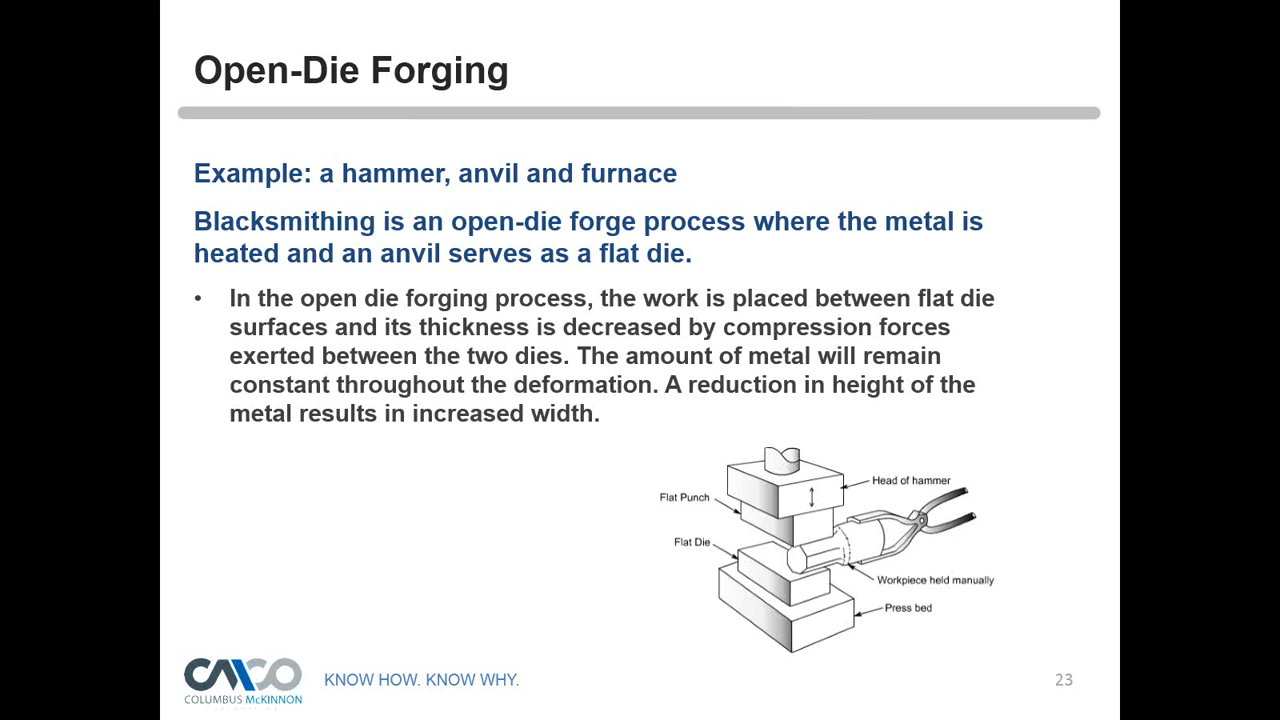 Open-Die Forging
Example: a hammer, anvil and furnace
Blacksmithing is an open-die forge process where the metal is
heated and an anvil serves as a flat die.
• In the open die forging process, the work is placed between flat die
surfaces and its thickness is decreased by compression forces
exerted between the two dies. The amount of metal will remain
constant throughout the deformation. A reduction in height of the
metal results in increased width.
Head of hammer
Flat Punch
Flat Die
Workpiece held manually
Press bed
CMCO
COLUMBUS McKINNON
KNOW HOW. KNOW WHY.
23